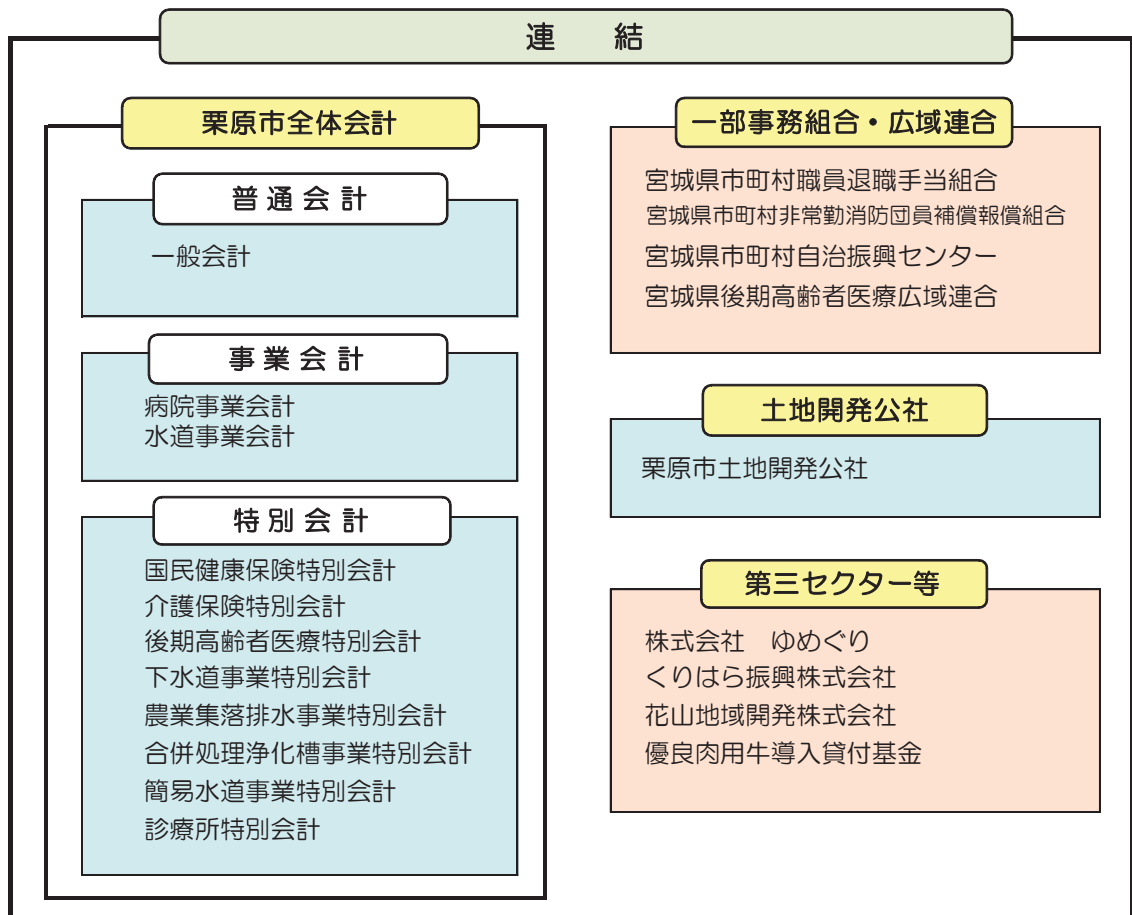 連　結
栗原市全体会計
普通会計
一般会計
事業会計
病院事業会計
水道事業会計
特別会計
国民健康保険特別会計
介護保険特別会計
後期高齢者医療特別会計
下水道事業特別会計
農業集落排水事業特別会計
合併処理浄化槽事業特別会計
簡易水道事業特別会計
診療所特別会計
一部事務組合・広域連合
宮城県市町村職員退職手当組合
宮城県市町村非常勤消防団員補償報償組合
宮城県市町村自治振興センター
宮城県後期高齢者医療広域連合
土地開発公社
栗原市土地開発公社
第三セクター等
株式会社　ゆめぐり
くりはら振興株式会社
花山地域開発株式会社
優良肉用牛導入貸付基金